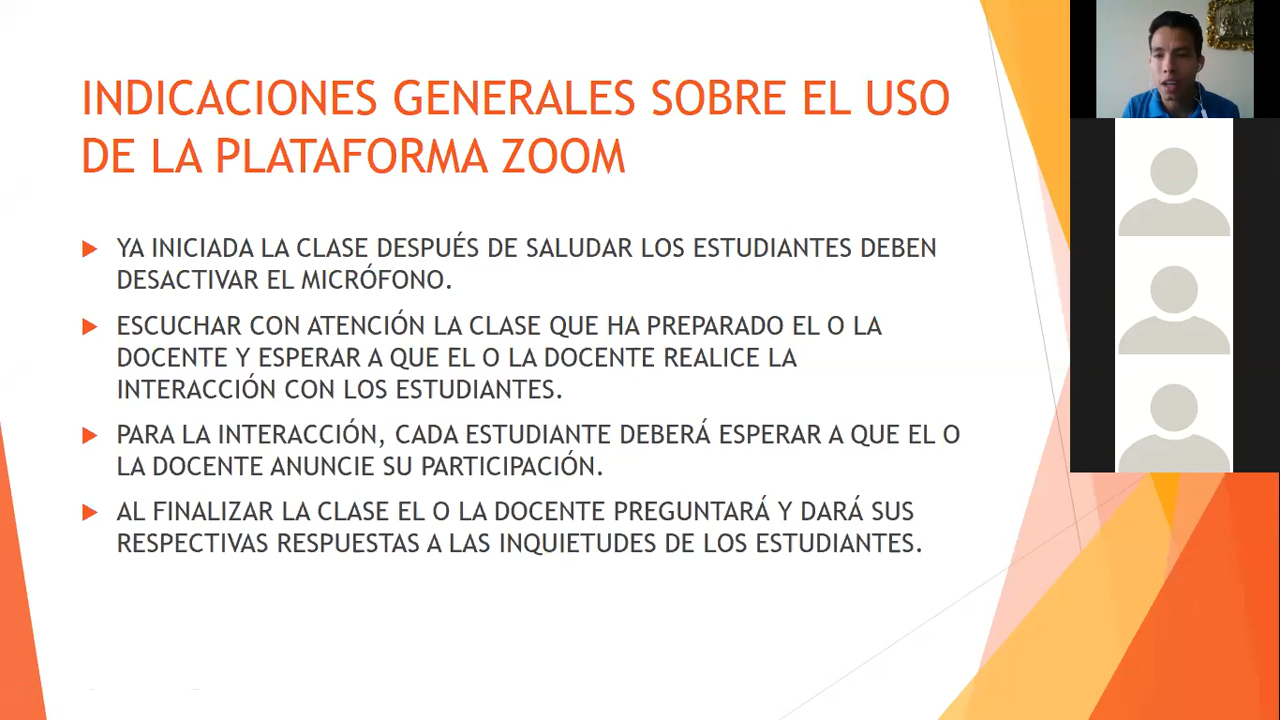 INDICACIONES GENERALES SOBRE EL USO
DE LA PLATAFORMA ZOOM
YA INICIADA LA CLASE DESPUÉS DE SALUDAR LOS ESTUDIANTES DEBEN
DESACTIVAR EL MICRÓFONO.
ESCUCHAR CON ATENCIÓN LA CLASE QUE HA PREPARADO EL O LA
DOCENTE Y ESPERAR A QUE EL O LA DOCENTE REALICE LA
INTERACCIÓN CON LOS ESTUDIANTES.
PARA LA INTERACCIÓN, CADA ESTUDIANTE DEBERÁ ESPERAR A QUE EL O
LA DOCENTE ANUNCIE SU PARTICIPACIÓN.
AL FINALIZAR LA CLASE EL O LA DOCENTE PREGUNTARÁ Y DARÁ SUS
RESPECTIVAS RESPUESTAS A LAS INQUIETUDES DE LOS ESTUDIANTES.